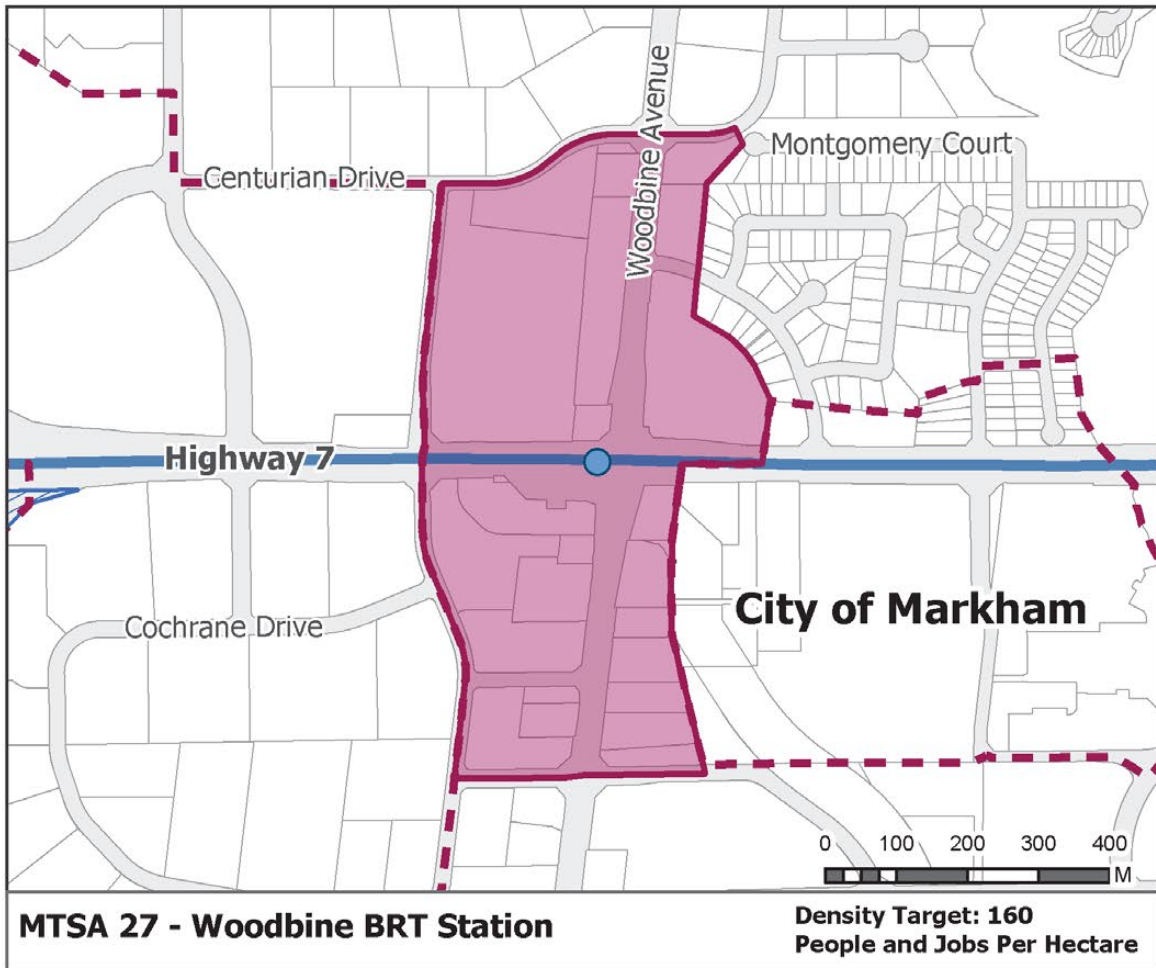 Woodbine Avenue
Montgomery Court
Centurian Drive
Highway 7
City of Markham
Cochrane Drive
0 100 200 300 400
M
MTSA 27 - Woodbine BRT Station
Density Target: 160
People and Jobs Per Hectare